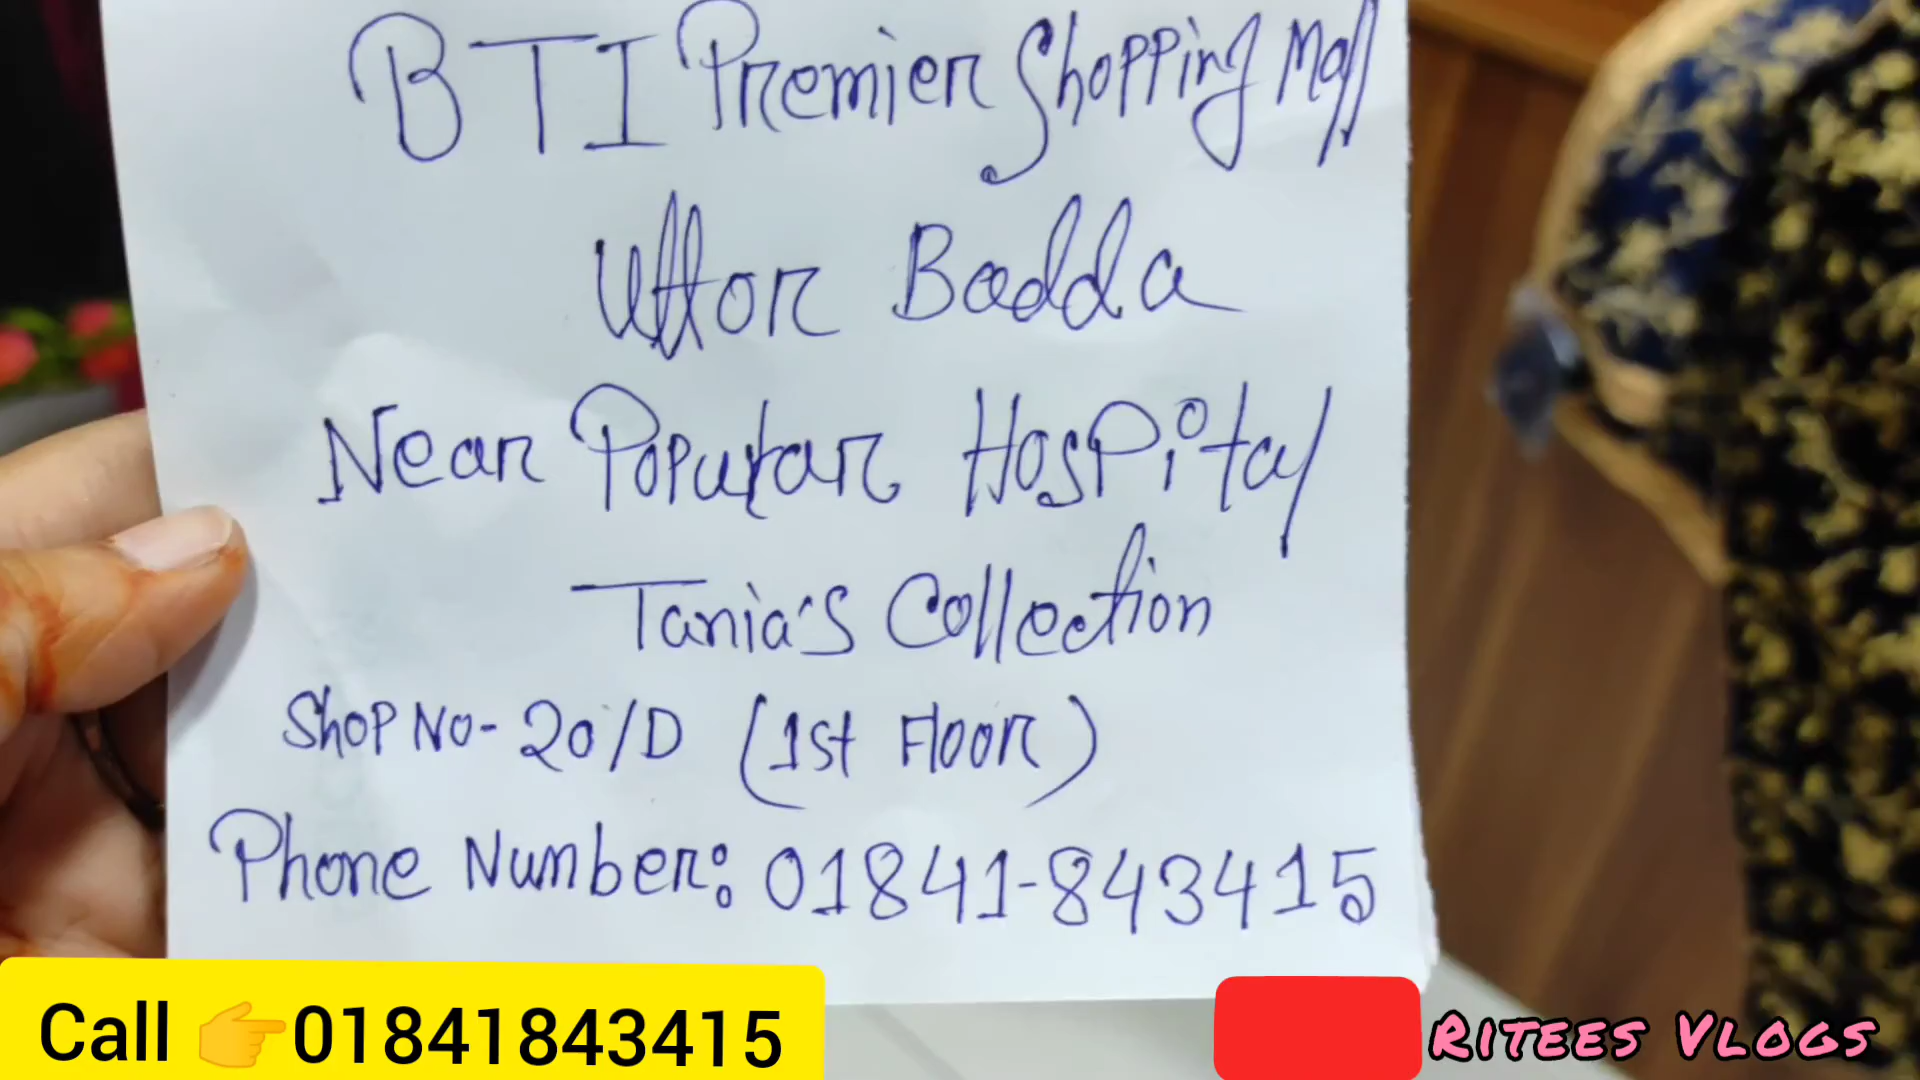 BTI Premier Shopping Mall
Uttor Badda
Near Popular Hospital
Tania's Collection
Shop No- 20/D (1st Floor)
Phone Number: 01841-843415
Call 👉01841843415
Ritees Vlogs